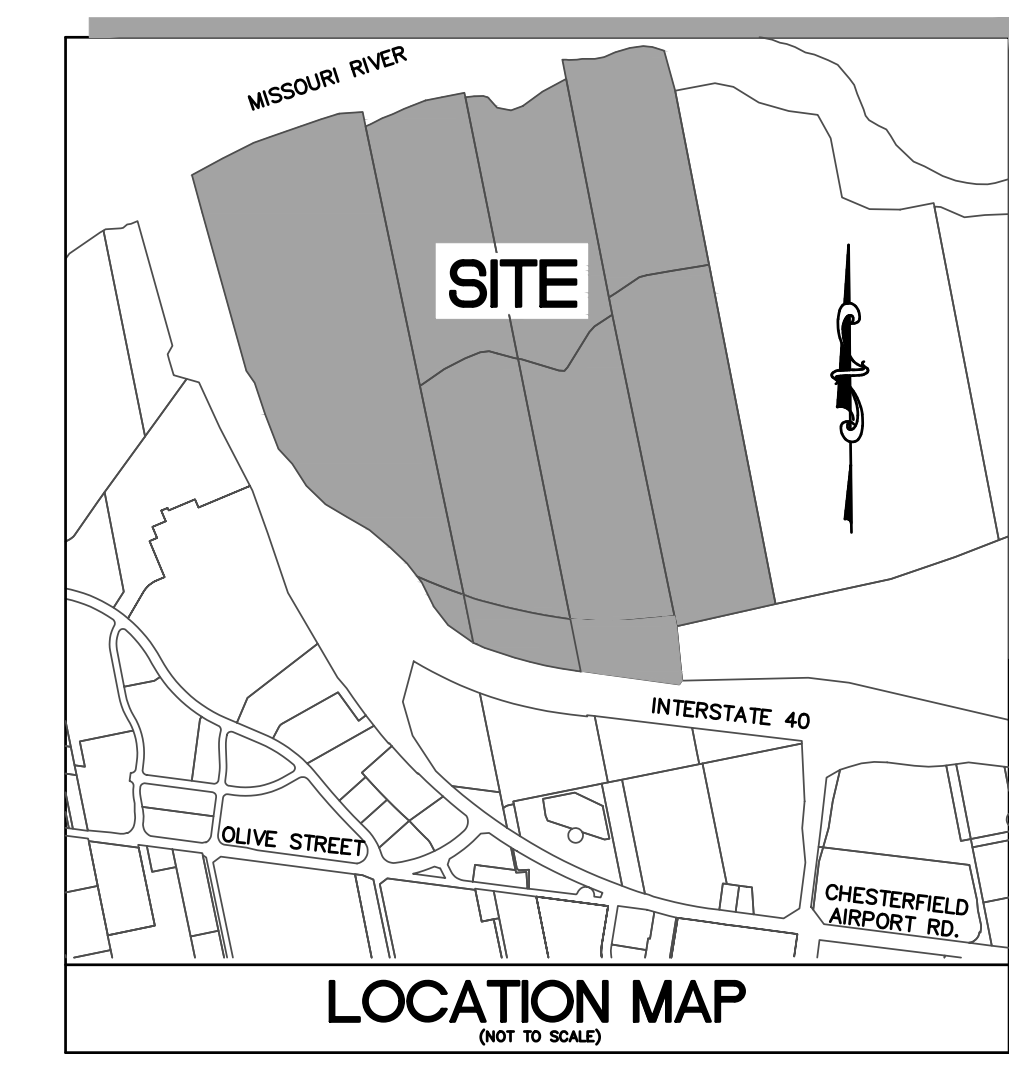 MISSOURI RIVER
SITE
INTERSTATE 40
OLIVE STREET
CHESTERFIELD
AIRPORT RD.
LOCATION MAP
(NOT TO SCALE)